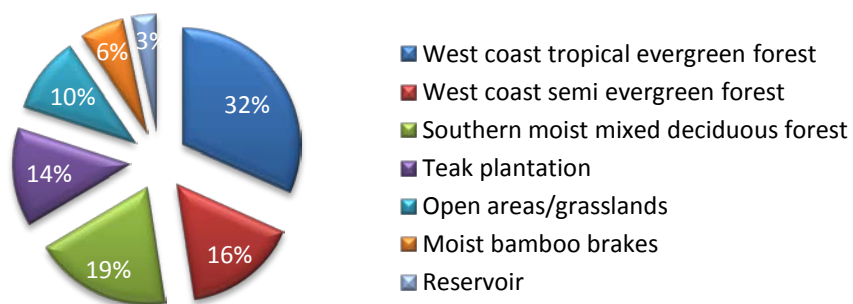 3%
6%
10%
32%
14%
19%
16%
West coast tropical evergreen forest
West coast semi evergreen forest
Southern moist mixed deciduous forest
Teak plantation
Open areas/grasslands
Moist bamboo brakes
Reservoir